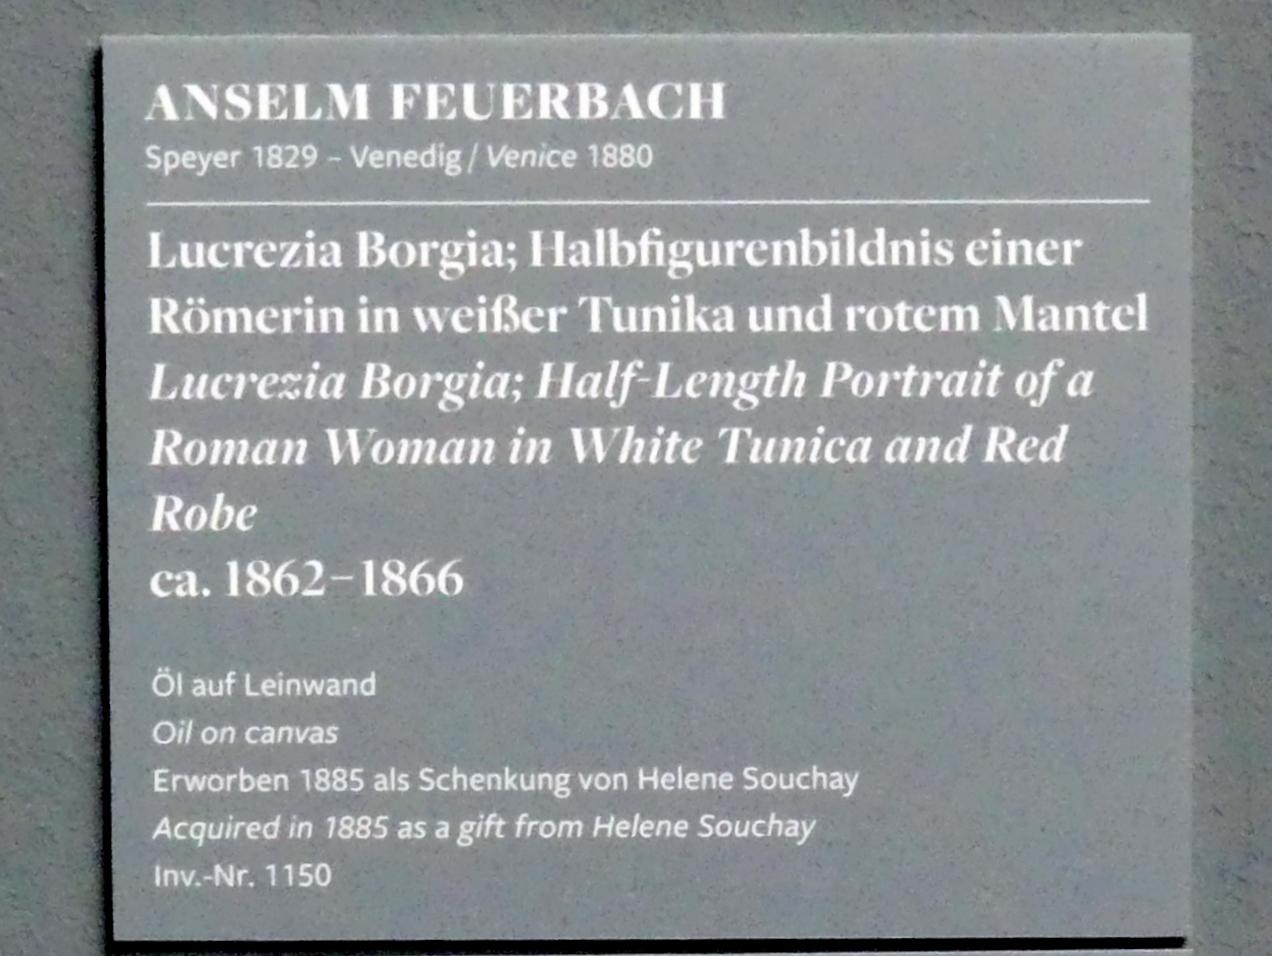 ANSELM FEUERBACH
Speyer 1829 – Venedig / Venice 1880
Lucrezia Borgia; Halbfigurenbildnis einer
Römerin in weißer Tunika und rotem Mantel
Lucrezia Borgia; Half-Length Portrait of a
Roman Woman in White Tunica and Red
Robe
ca. 1862–1866
Öl auf Leinwand
Oil on canvas
Erworben 1885 als Schenkung von Helene Souchay
Acquired in 1885 as a gift from Helene Souchay
Inv.-Nr. 1150